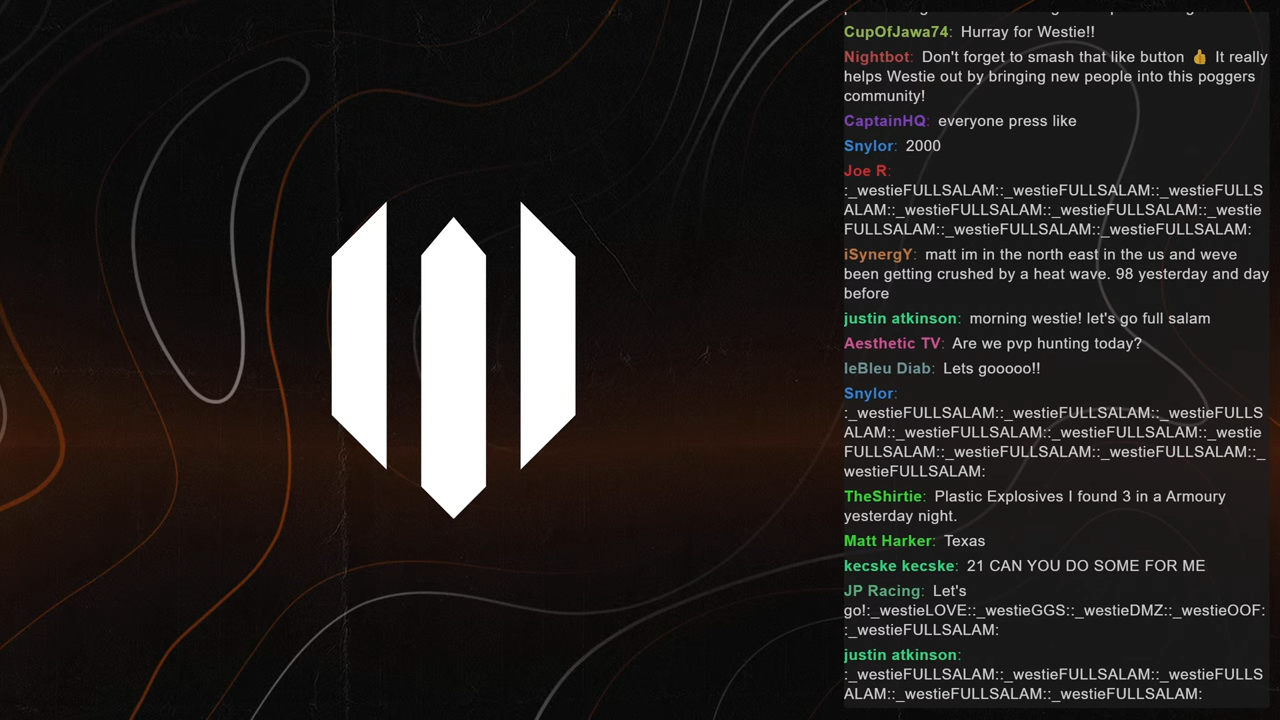 CupOfJawa74: Hurray for Westie!!
Nightbot: Don't forget to smash that like button 👍 It really
helps Westie out by bringing new people into this poggers
community!
CaptainHQ: everyone press like
Snylor: 2000
Joe R:
:_westieFULLSALAM::_westieFULLSALAM::_westieFULLS
ALAM::_westieFULLSALAM::_westieFULLSALAM::_westie
FULLSALAM::_westieFULLSALAM::_westieFULLSALAM:
iSynergY: matt im in the north east in the us and weve
been getting crushed by a heat wave. 98 yesterday and day
before
justin atkinson: morning westie! let's go full salam
Aesthetic TV: Are we pvp hunting today?
leBleu Diab: Lets gooooo!!
Snylor:
:_westieFULLSALAM::_westieFULLSALAM::_westieFULLS
ALAM::_westieFULLSALAM::_westieFULLSALAM::_westie
FULLSALAM::_westieFULLSALAM::_westieFULLSALAM::_
westieFULLSALAM:
TheShirtie: Plastic Explosives I found 3 in a Armoury
yesterday night.
Matt Harker: Texas
kecske kecske: 21 CAN YOU DO SOME FOR ME
JP Racing: Let's
go!:_westieLOVE::_westieGGS::_westieDMZ::_westieOOF:
:_westieFULLSALAM:
justin atkinson:
:_westieFULLSALAM::_westieFULLSALAM::_westieFULLS
ALAM::_westieFULLSALAM::_westieFULLSALAM: